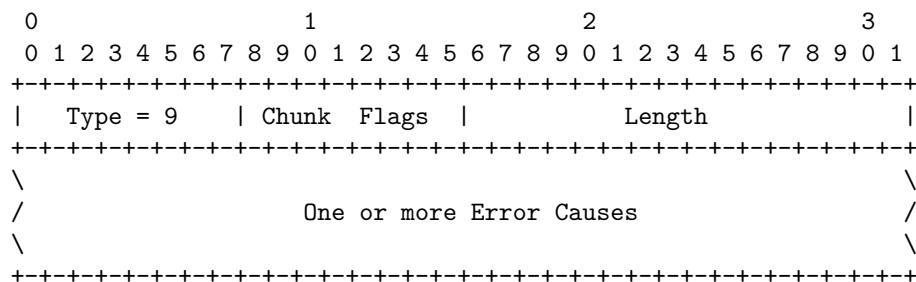 0                   1                   2                   3
0 1 2 3 4 5 6 7 8 9 0 1 2 3 4 5 6 7 8 9 0 1 2 3 4 5 6 7 8 9 0 1
+-+-+-+-+-+-+-+-+-+-+-+-+-+-+-+-+-+-+-+-+-+-+-+-+-+-+-+-+-+-+-+-+
|   Type = 9    | Chunk  Flags  |           Length              |
+-+-+-+-+-+-+-+-+-+-+-+-+-+-+-+-+-+-+-+-+-+-+-+-+-+-+-+-+-+-+-+-+
\                                                               \
/                    One or more Error Causes                   /
\                                                               \
+-+-+-+-+-+-+-+-+-+-+-+-+-+-+-+-+-+-+-+-+-+-+-+-+-+-+-+-+-+-+-+-+